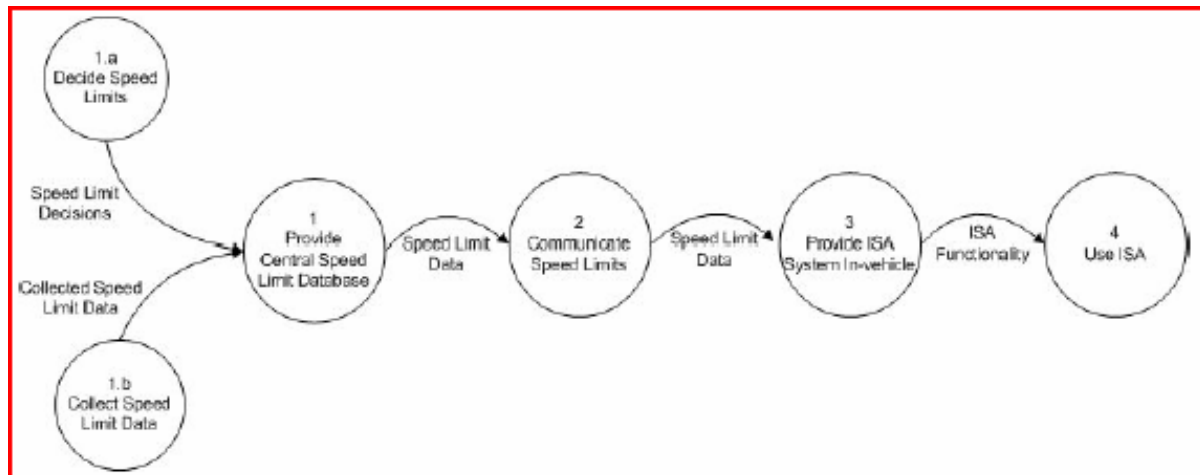 1.a
Decide Speed
Limits
Speed Limit
Decisions
1
Provide
Central Speed
Limit Database
Collected Speed
Limit Data
1.b
Collect Speed
Limit Data
Speed Limit
Data
2
Communicate
Speed Limits
Speed Limit
Data
3
Provide ISA
System In-vehicle
ISA
Functionality
4
Use ISA